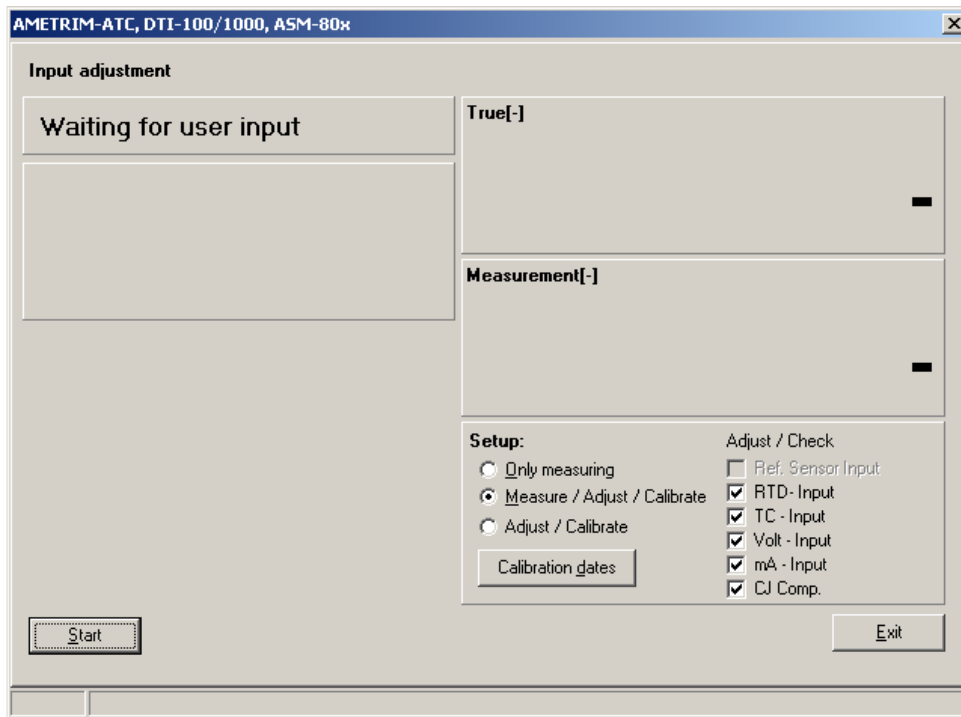 AMETRIM-ATC, DTI-100/1000, ASM-80x
Input adjustment
Waiting for user input
True[-]
Measurement[-]
Setup:
Only measuring
Measure / Adjust / Calibrate
Adjust / Calibrate
Calibration dates
Adjust / Check
Ref. Sensor Input
RTD- Input
TC - Input
Volt - Input
mA - Input
CJ Comp.
Start
Exit